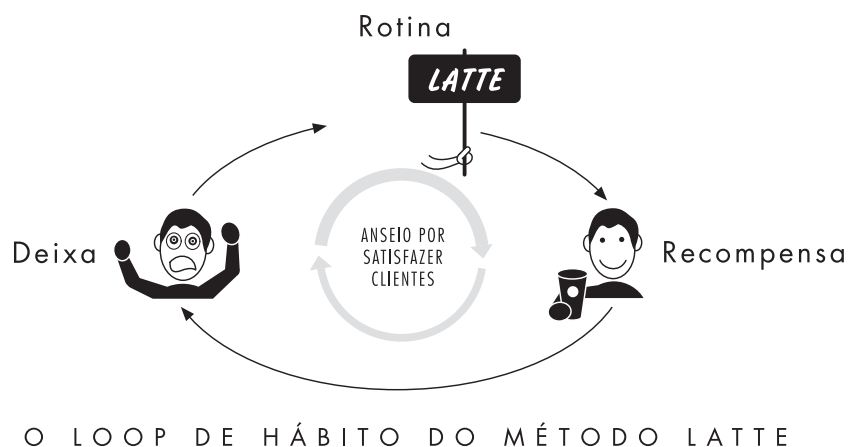 Rotina
LATTE
Deixa
ANSEIO POR
SATISFAZER
CLIENTES
Recompensa
O LOOP DE HÁBITO DO MÉTODO LATTE